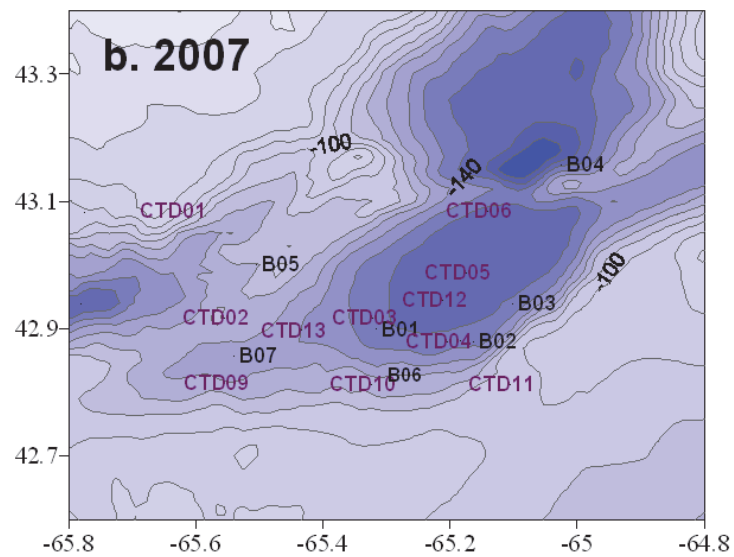 b. 2007
43.3
-100
B04
-140
43.1
CTD01
CTD06
B05
CTD05
-100
CTD12
B03
CTD02
CTD03
42.9
CTD13
B01
CTD04
B02
B07
B06
CTD09
CTD10
CTD11
42.7
-65.8
-65.6
-65.4
-65.2
-65
-64.8